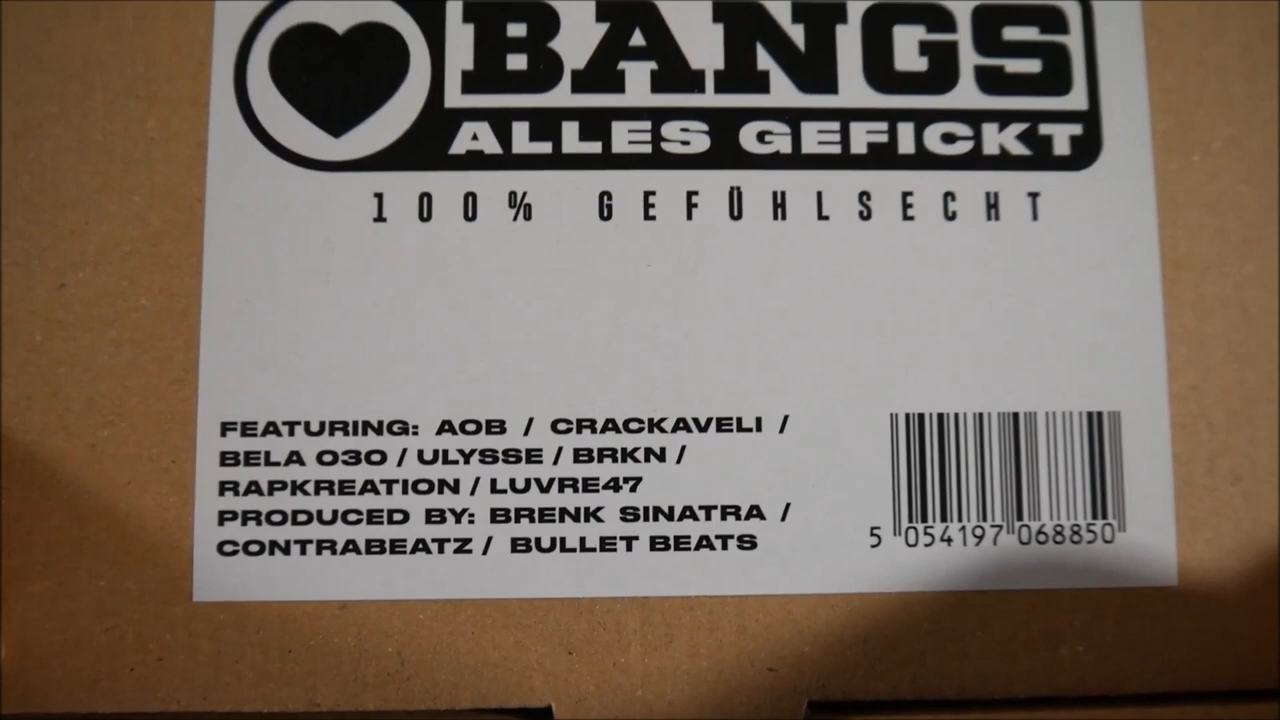 BANGS
ALLES GEFICKT
100% GEFÜHLSECHT
FEATURING: AOB / CRACKAVELI /
BELA 030 / ULYSSE / BRKN /
RAPKREATION / LUVRE47
PRODUCED BY: BRENK SINATRA /
CONTRABEATZ / BULLET BEATS
5 054197 068850